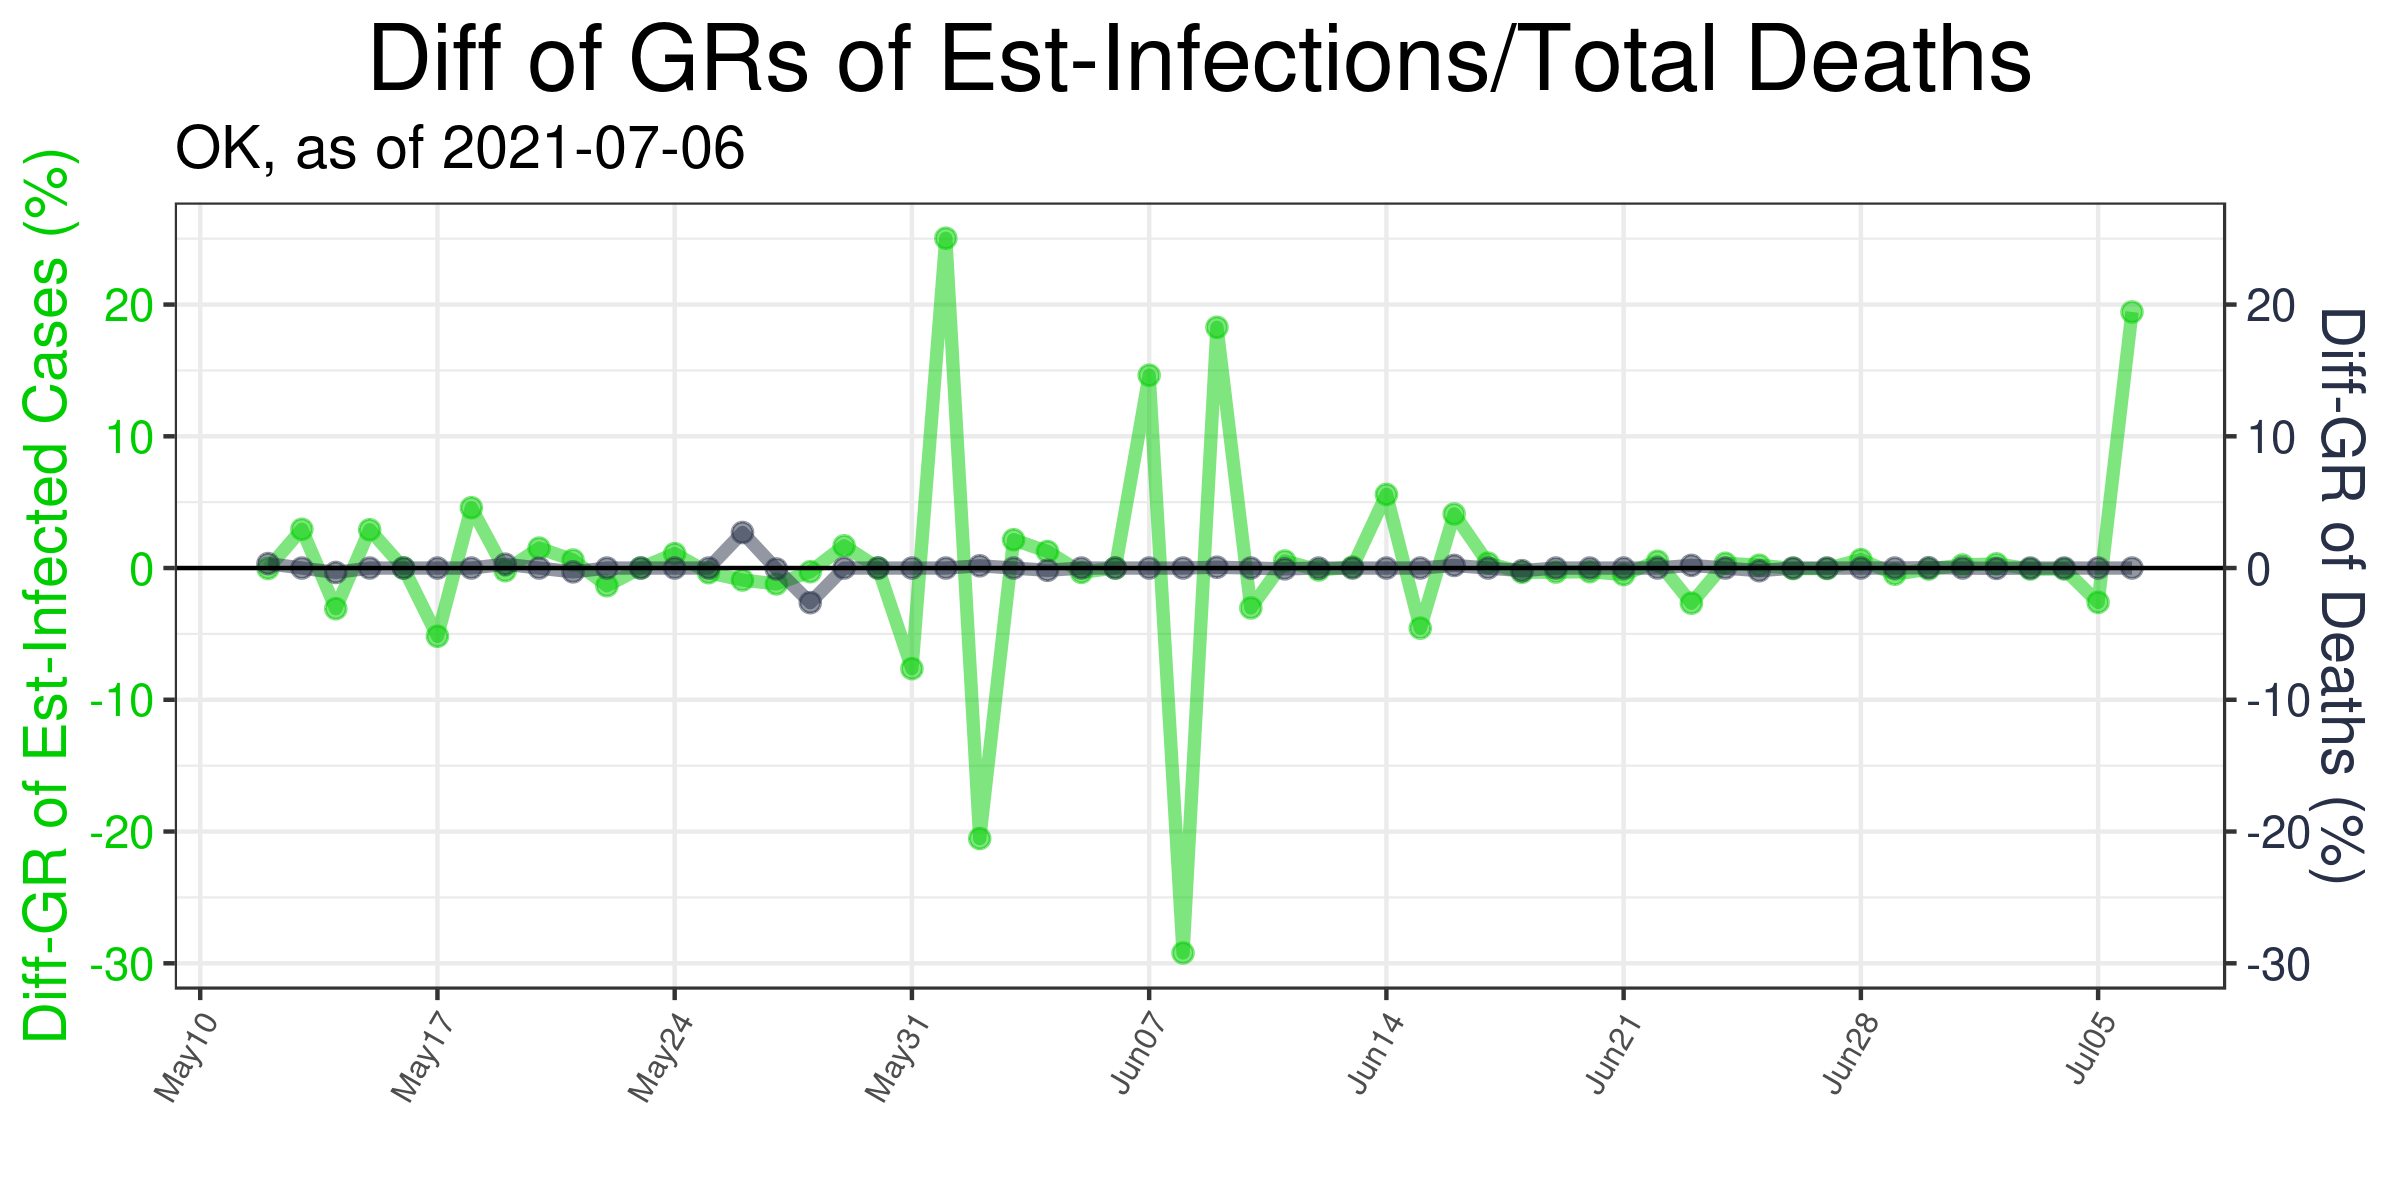 Diff of GRs of Est-Infections/Total Deaths
OK, as of 2021-07-06
Diff-GR of Est-Infected Cases (%)
20
10
0
-10
-20
-30
20
10
0
-10
-20
-30
Diff-GR of Deaths (%)
May10
May17
May24
May31
Jun07
Jun14
Jun21
Jun28
Jul05